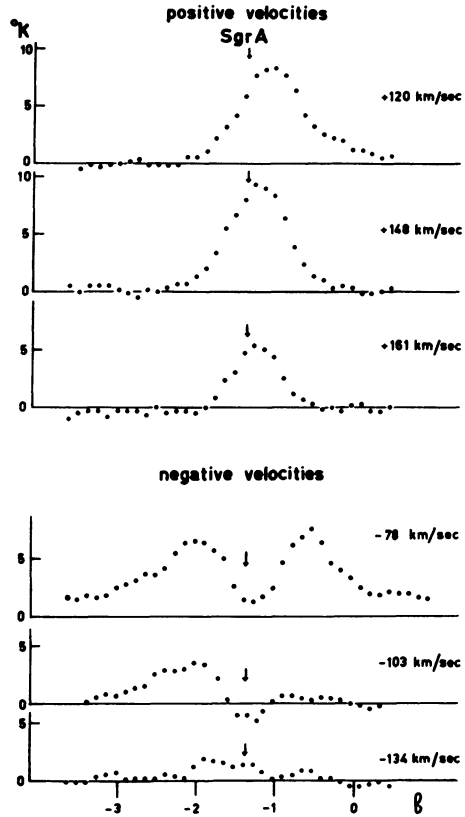 positive velocities
°K
SgrA
↓
10
5
0
+120 km/sec
↓
10
5
0
+148 km/sec
↓
5
0
+161 km/sec
negative velocities
5
0
↓
-78 km/sec
5
0
↓
-103 km/sec
5
0
↓
-134 km/sec
-3 -2 -1 0 β